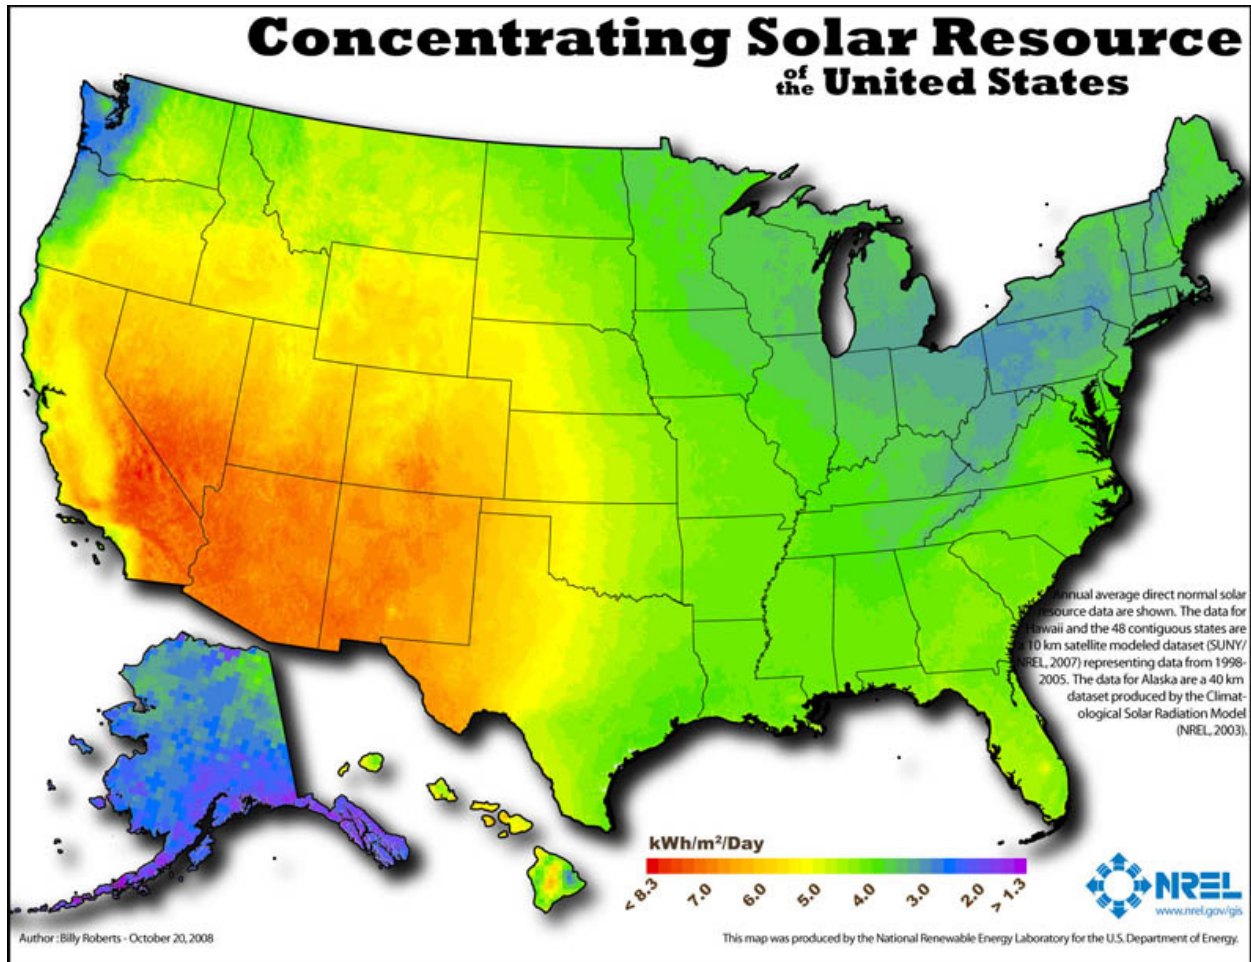 Concentrating Solar Resource
of the United States
Annual average direct normal solar
resource data are shown. The data for
Hawaii and the 48 contiguous states are
a 10 km satellite modeled dataset (SUNY/
NREL, 2007) representing data from 1998-
2005. The data for Alaska are a 40 km
dataset produced by the Climat-
ological Solar Radiation Model
(NREL, 2003).
kWh/m²/Day
< 8.3 7.0 6.0 5.0 4.0 3.0 2.0 > 1.3
NREL
www.nrel.gov/gis
Author : Billy Roberts - October 20, 2008
This map was produced by the National Renewable Energy Laboratory for the U.S. Department of Energy.